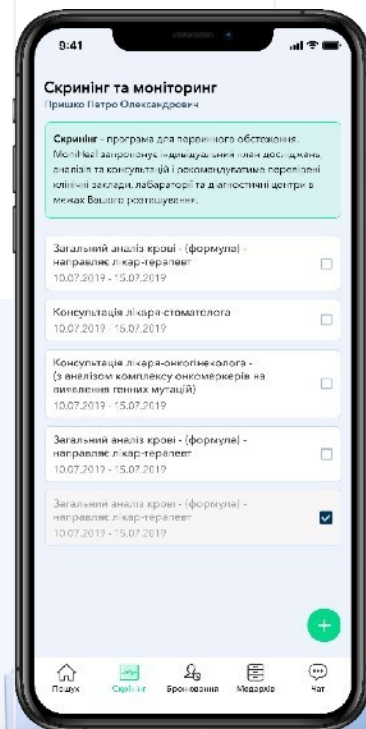 9:41
Скринінг та моніторинг
Пришко Петро Олександрович
Скринінг - програма для первинного обстеження.
MoniHeal запропонує індивідуальний план досліджень,
аналізів та консультацій і рекомендуватиме перевірені
клінічні заклади, лабораторії та діагностичні центри в
межах Вашого розташування.
Загальний аналіз крові - (формула) -
направляє лікар-терапевт
10.07.2019 - 15.07.2019
Консультація лікаря-стоматолога
10.07.2019 - 15.07.2019
Консультація лікаря-онкогінеколога -
(з аналізом комплексу онкомаркерів на
виявлення генних мутацій)
10.07.2019 - 15.07.2019
Загальний аналіз крові - (формула) -
направляє лікар-терапевт
10.07.2019 - 15.07.2019
Загальний аналіз крові - (формула) -
направляє лікар-терапевт
10.07.2019 - 15.07.2019
Пошук Скрінінг Бронювання Медархів Чат